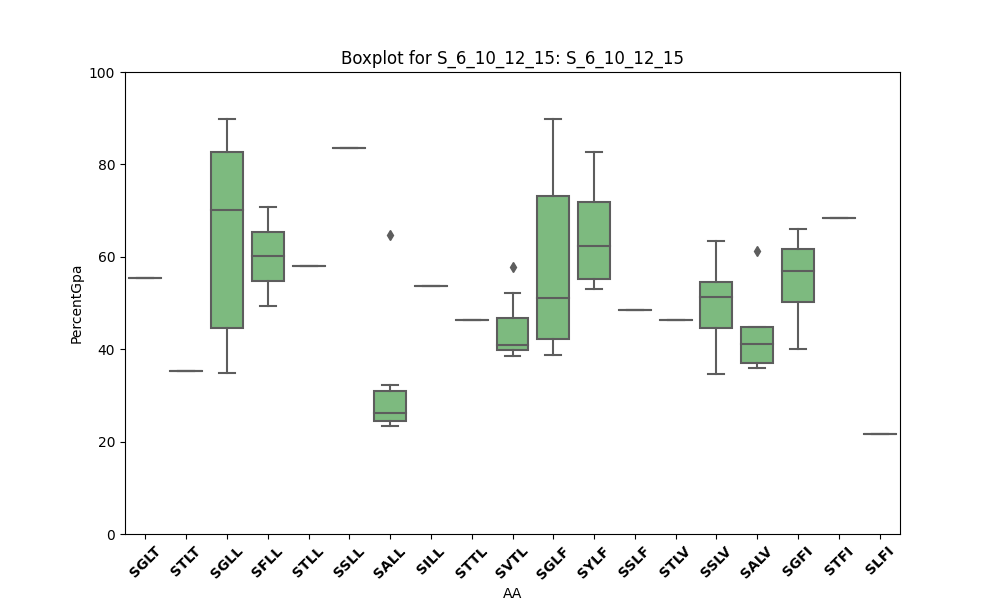 Boxplot for S_6_10_12_15: S_6_10_12_15
100
80
60
40
20
0
PercentGpa
SGLT STLT SGLL SFLL STLL SSLL SALL SILL STTL SVTL SGLF SYLF SSLF STLV SSLV SALV SGFI STFI SLFI
AA